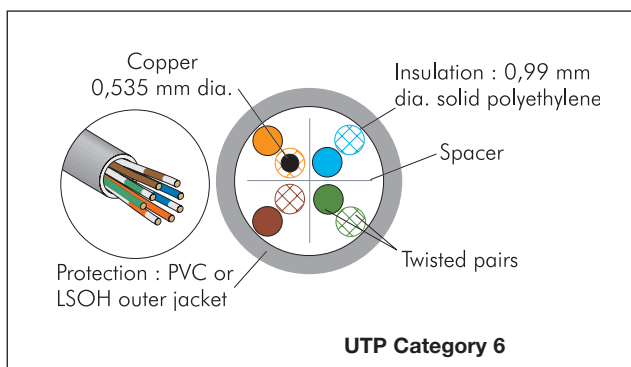 Copper
0,535 mm dia.
Insulation : 0,99 mm
dia. solid polyethylene
Spacer
Twisted pairs
Protection : PVC or
LSOH outer jacket
UTP Category 6